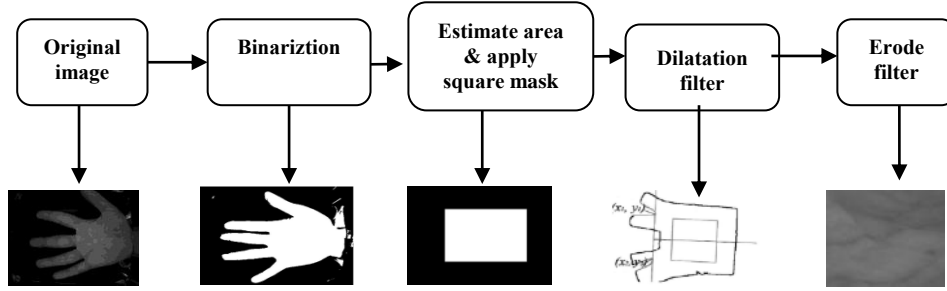 Original
image
Binariztion
Estimate area
& apply
square mask
Dilatation
filter
Erode
filter